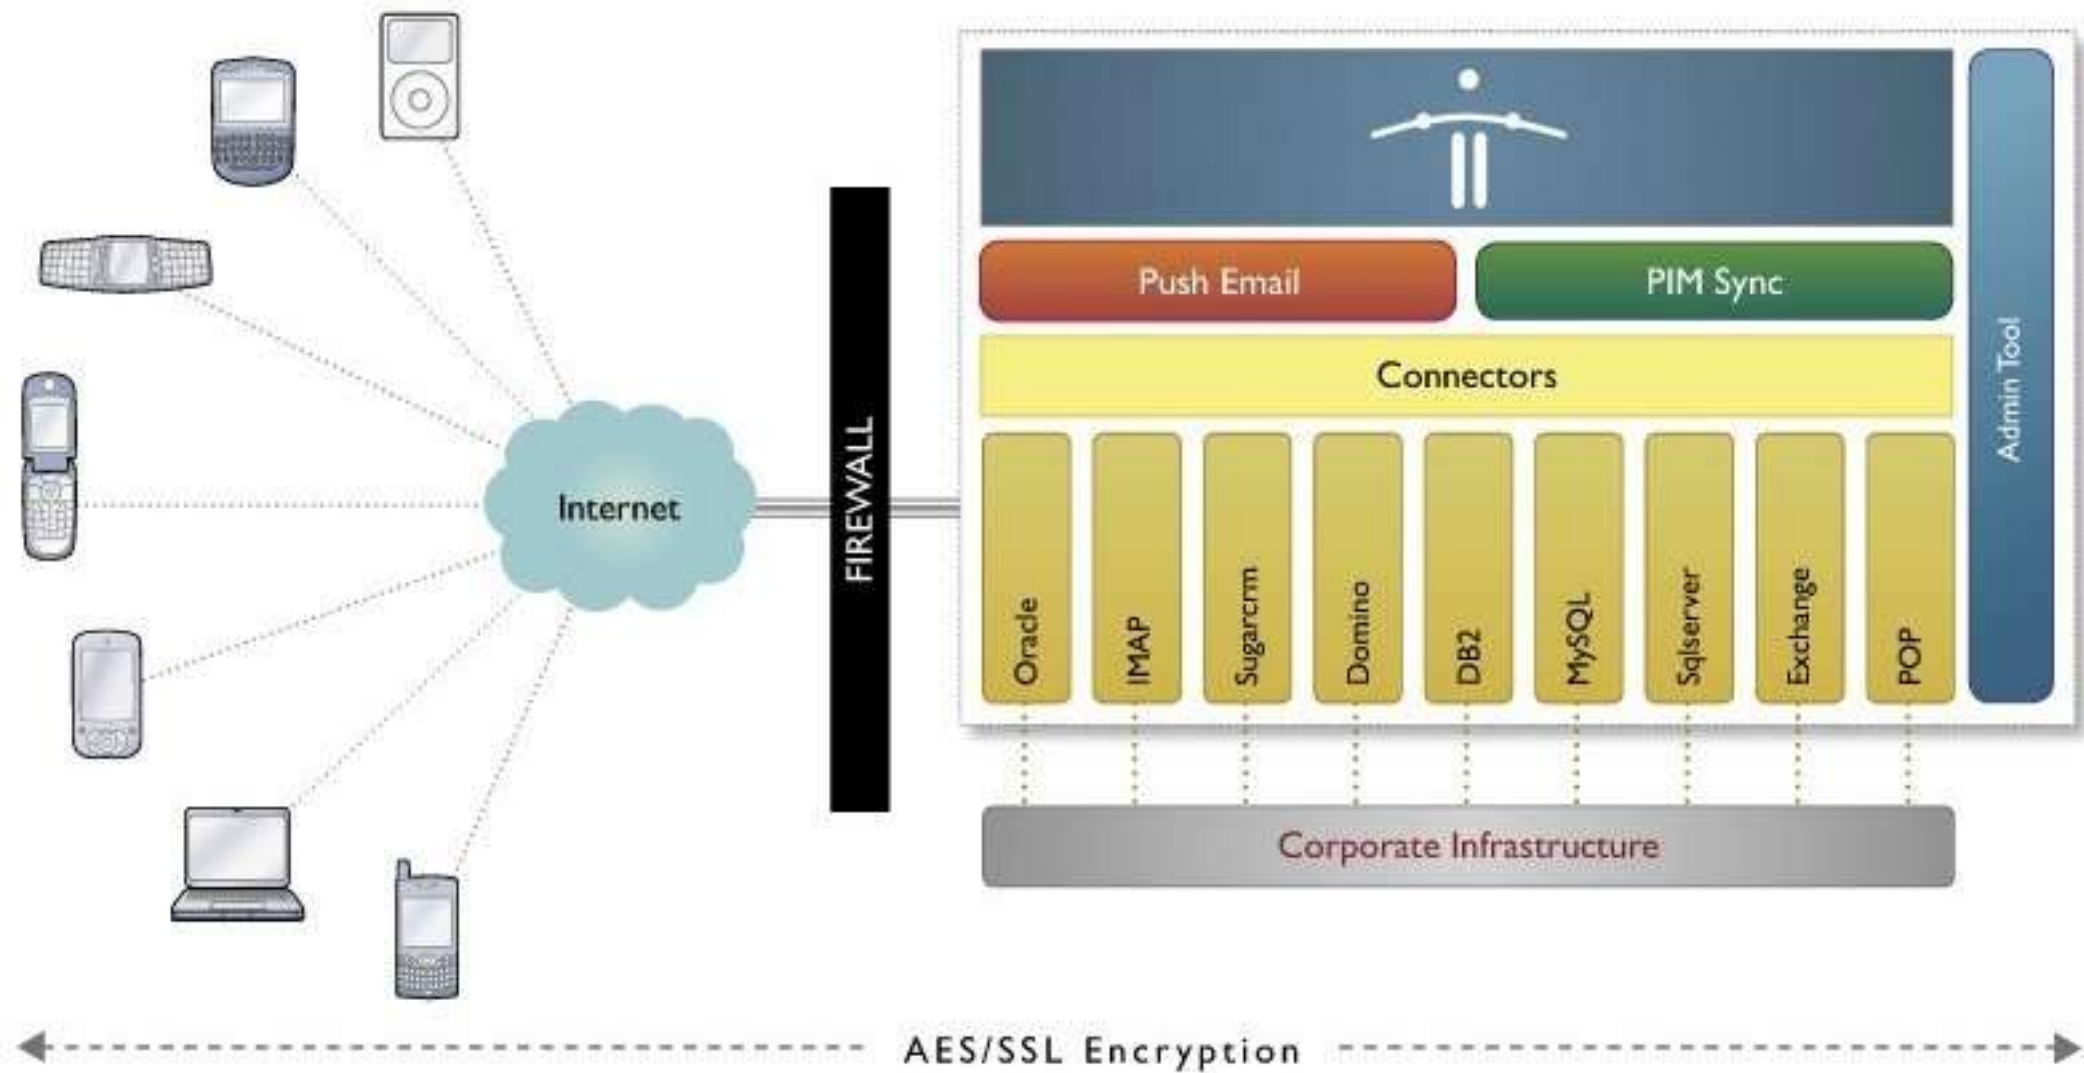 Push Email
PIM Sync
Connectors
Admin Tool
Internet
FIREWALL
Oracle
IMAP
Sugarcrm
Domino
DB2
MySQL
Sqlserver
Exchange
POP
Corporate Infrastructure
AES/SSL Encryption